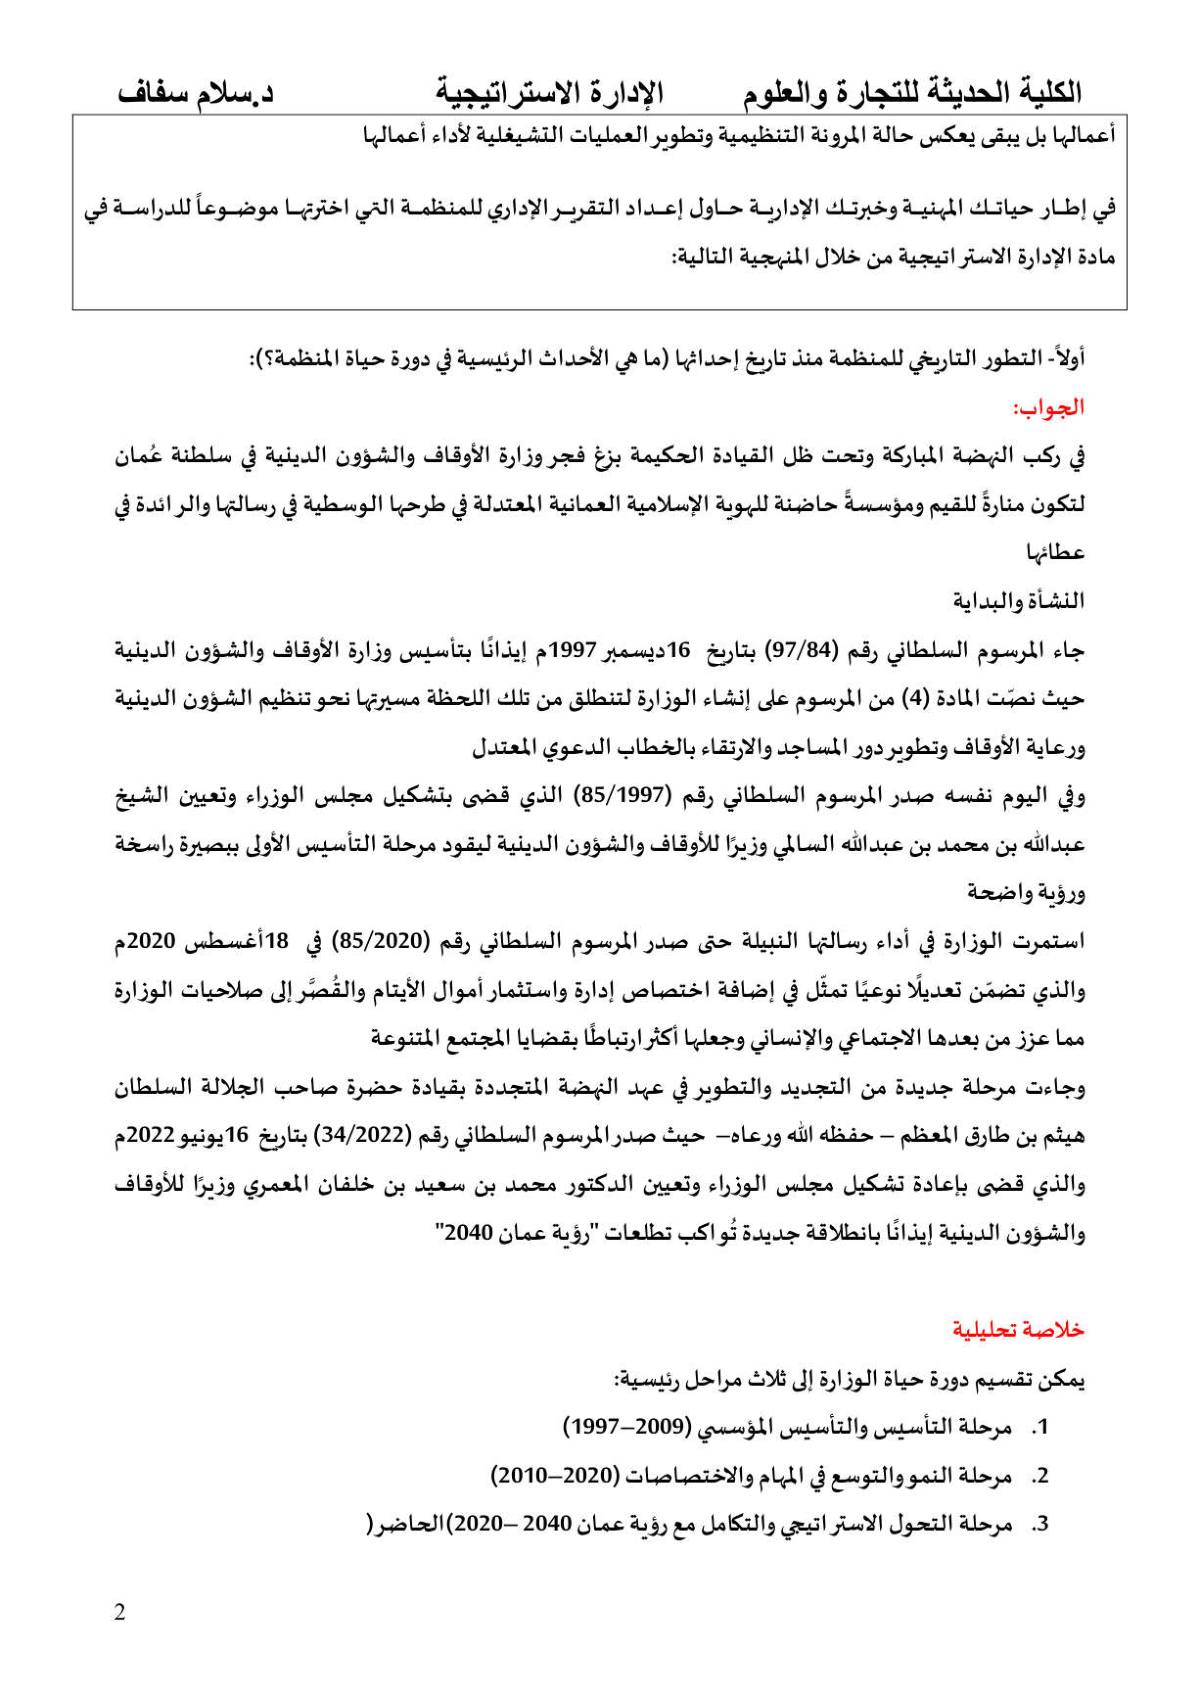 الكلية الحديثة للتجارة والعلوم الإدارة الاستراتيجية د.سلام سفاف
أعمالها بل يبقى يعكس حالة المرونة التنظيمية وتطوير العمليات التشيغلية لأداء أعمالها
في إطار حياتك المهنية وخبرتك الإدارية حاول إعداد التقرير الإداري للمنظمة التي اخترتها موضوعاً للدراسة في
مادة الإدارة الاستراتيجية من خلال المنهجية التالية:
أولاً- التطور التاريخي للمنظمة منذ تاريخ إحداثها (ما هي الأحداث الرئيسية في دورة حياة المنظمة؟):
الجواب:
في ركب النهضة المباركة وتحت ظل القيادة الحكيمة بزغ فجر وزارة الأوقاف والشؤون الدينية في سلطنة عُمان
لتكون منارةً للقيم ومؤسسةً حاضنة للهوية الإسلامية العمانية المعتدلة في طرحها الوسطية في رسالتها والرائدة في
عطائها
النشأة والبداية
جاء المرسوم السلطاني رقم (97/84) بتاريخ 16ديسمبر 1997م إيذانًا بتأسيس وزارة الأوقاف والشؤون الدينية
حيث نصّت المادة (4) من المرسوم على إنشاء الوزارة لتنطلق من تلك اللحظة مسيرتها نحو تنظيم الشؤون الدينية
ورعاية الأوقاف وتطوير دور المساجد والارتقاء بالخطاب الدعوي المعتدل
وفي اليوم نفسه صدر المرسوم السلطاني رقم (85/1997) الذي قضى بتشكيل مجلس الوزراء وتعيين الشيخ
عبدالله بن محمد بن عبدالله السالمي وزيرًا للأوقاف والشؤون الدينية ليقود مرحلة التأسيس الأولى ببصيرة راسخة
ورؤية واضحة
استمرت الوزارة في أداء رسالتها النبيلة حتى صدر المرسوم السلطاني رقم (85/2020) في 18أغسطس 2020م
والذي تضمّن تعديلًا نوعيًا تمثّل في إضافة اختصاص إدارة واستثمار أموال الأيتام والقُصَّر إلى صلاحيات الوزارة
مما عزز من بعدها الاجتماعي والإنساني وجعلها أكثر ارتباطًا بقضايا المجتمع المتنوعة
وجاءت مرحلة جديدة من التجديد والتطوير في عهد النهضة المتجددة بقيادة حضرة صاحب الجلالة السلطان
هيثم بن طارق المعظم – حفظه الله ورعاه– حيث صدر المرسوم السلطاني رقم (34/2022) بتاريخ 16يونيو 2022م
والذي قضى بإعادة تشكيل مجلس الوزراء وتعيين الدكتور محمد بن سعيد بن خلفان المعمري وزيرًا للأوقاف
والشؤون الدينية إيذانًا بانطلاقة جديدة تُواكب تطلعات "رؤية عمان 2040"
خلاصة تحليلية
يمكن تقسيم دورة حياة الوزارة إلى ثلاث مراحل رئيسية:
1. مرحلة التأسيس والتأسيس المؤسسي (1997–2009)
2. مرحلة النمو والتوسع في المهام والاختصاصات (2010–2020)
3. مرحلة التحول الاستراتيجي والتكامل مع رؤية عمان 2040 –2020)الحاضر(
2